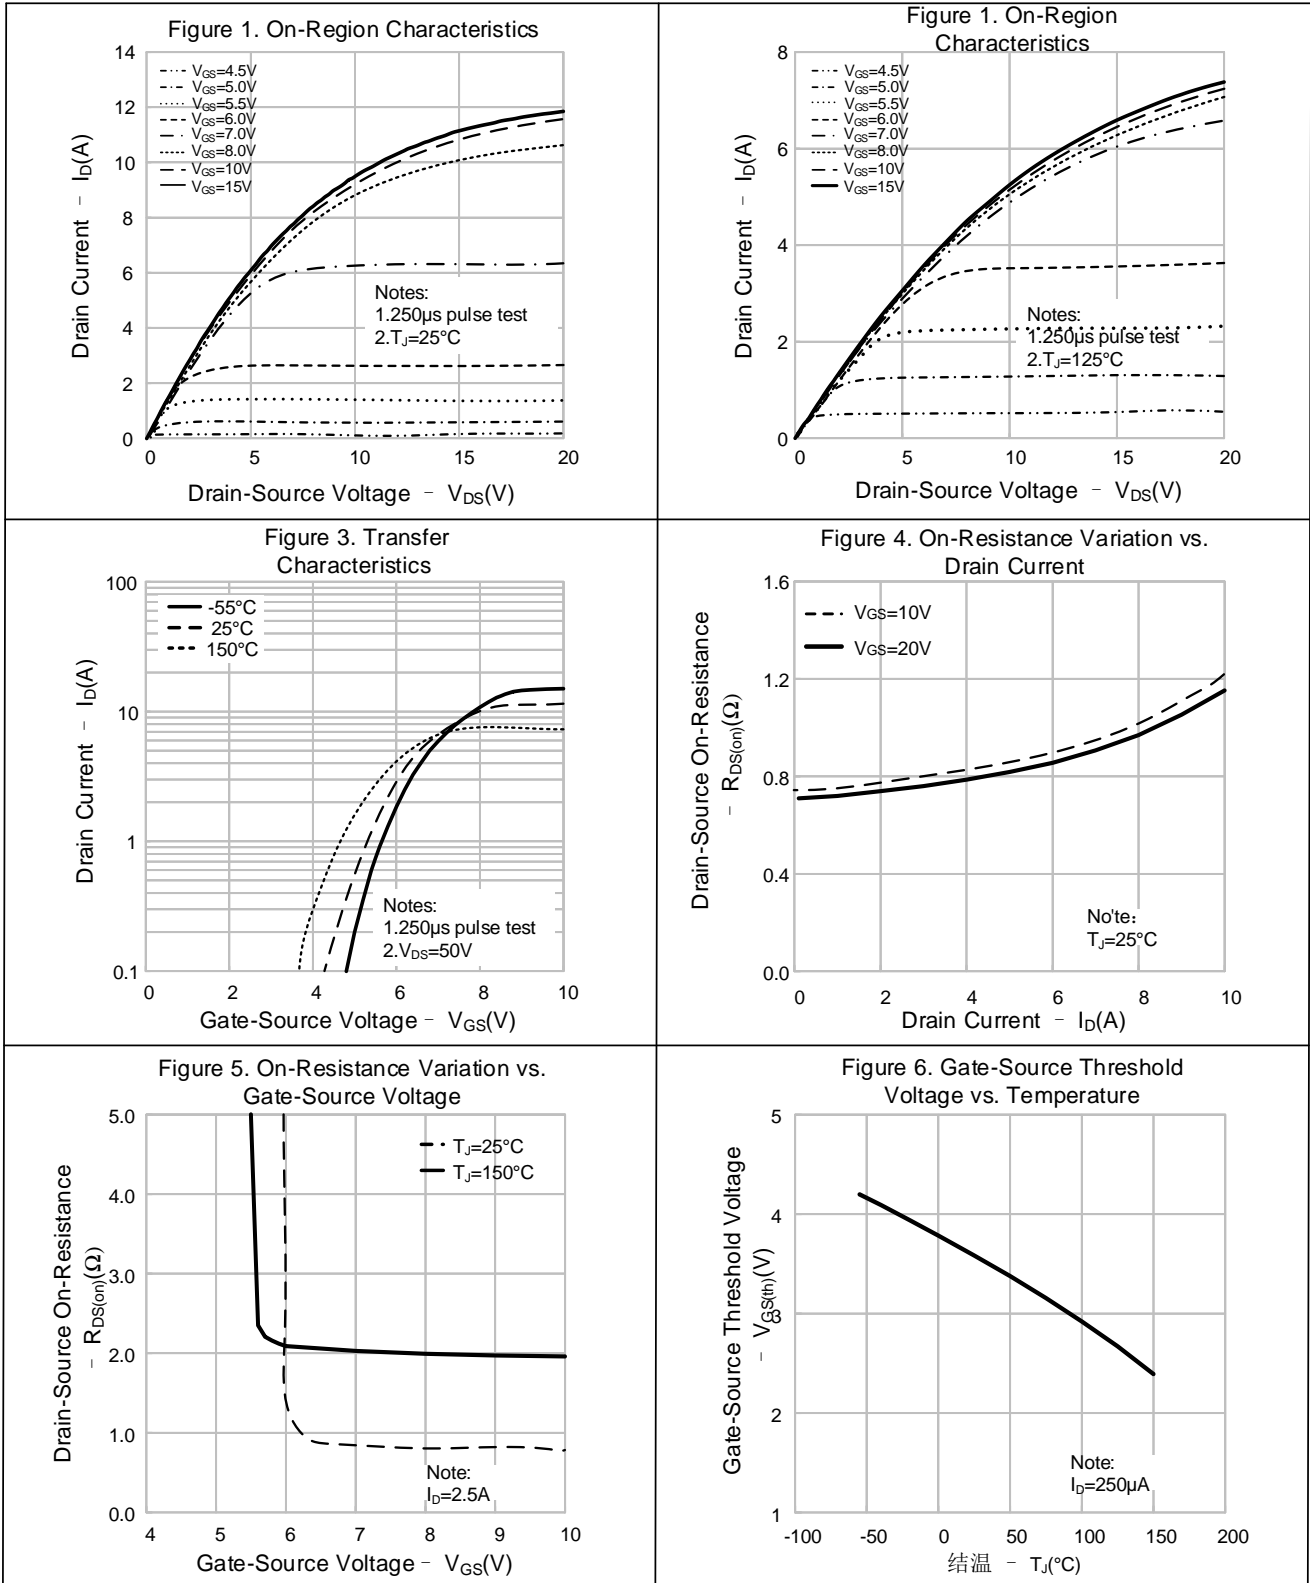 Figure 1. On-Region Characteristics
14
12
10
8
6
4
2
0
Drain Current – ID(A)
VGS=4.5V
VGS=5.0V
VGS=5.5V
VGS=6.0V
VGS=7.0V
VGS=8.0V
VGS=10V
VGS=15V
Notes:
1.250μs pulse test
2.TJ=25°C
0 5 10 15 20
Drain-Source Voltage – VDS(V)
Figure 1. On-Region
Characteristics
8
6
4
2
0
Drain Current – ID(A)
VGS=4.5V
VGS=5.0V
VGS=5.5V
VGS=6.0V
VGS=7.0V
VGS=8.0V
VGS=10V
VGS=15V
Notes:
1.250μs pulse test
2.TJ=125°C
0 5 10 15 20
Drain-Source Voltage – VDS(V)
Figure 3. Transfer
Characteristics
100
10
1
0.1
Drain Current – ID(A)
-55°C
25°C
150°C
Notes:
1.250μs pulse test
2.VDS=50V
0 2 4 6 8 10
Gate-Source Voltage – VGS(V)
Figure 4. On-Resistance Variation vs.
Drain Current
1.6
1.2
0.8
0.4
0.0
Drain-Source On-Resistance
– RDS(on)(Ω)
VGS=10V
VGS=20V
No'te:
TJ=25°C
0 2 4 6 8 10
Drain Current – ID(A)
Figure 5. On-Resistance Variation vs.
Gate-Source Voltage
5.0
4.0
3.0
2.0
1.0
0.0
Drain-Source On-Resistance
– RDS(on)(Ω)
TJ=25°C
TJ=150°C
Note:
ID=2.5A
4 5 6 7 8 9 10
Gate-Source Voltage – VGS(V)
Figure 6. Gate-Source Threshold
Voltage vs. Temperature
5
4
3
2
1
Gate-Source Threshold Voltage
– VGS(th)(V)
Note:
ID=250μA
-100 -50 0 50 100 150 200
结温 – TJ(°C)